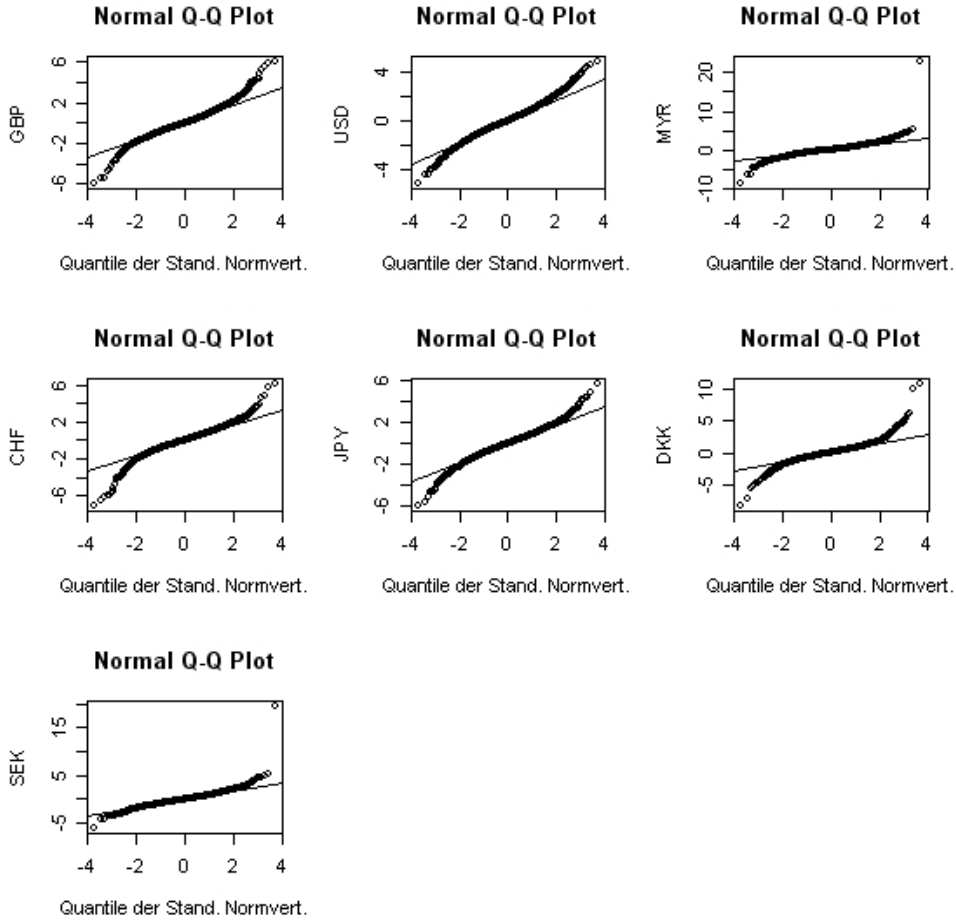 Normal Q-Q Plot Normal Q-Q Plot Normal Q-Q Plot
GBP
-6 -2 2 6
-4 -2 0 2 4
Quantile der Stand. Normvert.
USD
4 0 4
-4 -2 0 2 4
Quantile der Stand. Normvert.
MYR
-10 0 10 20
-4 -2 0 2 4
Quantile der Stand. Normvert.
Normal Q-Q Plot Normal Q-Q Plot Normal Q-Q Plot
CHF
-6 -2 2 6
-4 -2 0 2 4
Quantile der Stand. Normvert.
JPY
-6 -2 2 6
-4 -2 0 2 4
Quantile der Stand. Normvert.
DKK
-5 0 5 10
-4 -2 0 2 4
Quantile der Stand. Normvert.
Normal Q-Q Plot
SEK
-5 5 15
-4 -2 0 2 4
Quantile der Stand. Normvert.